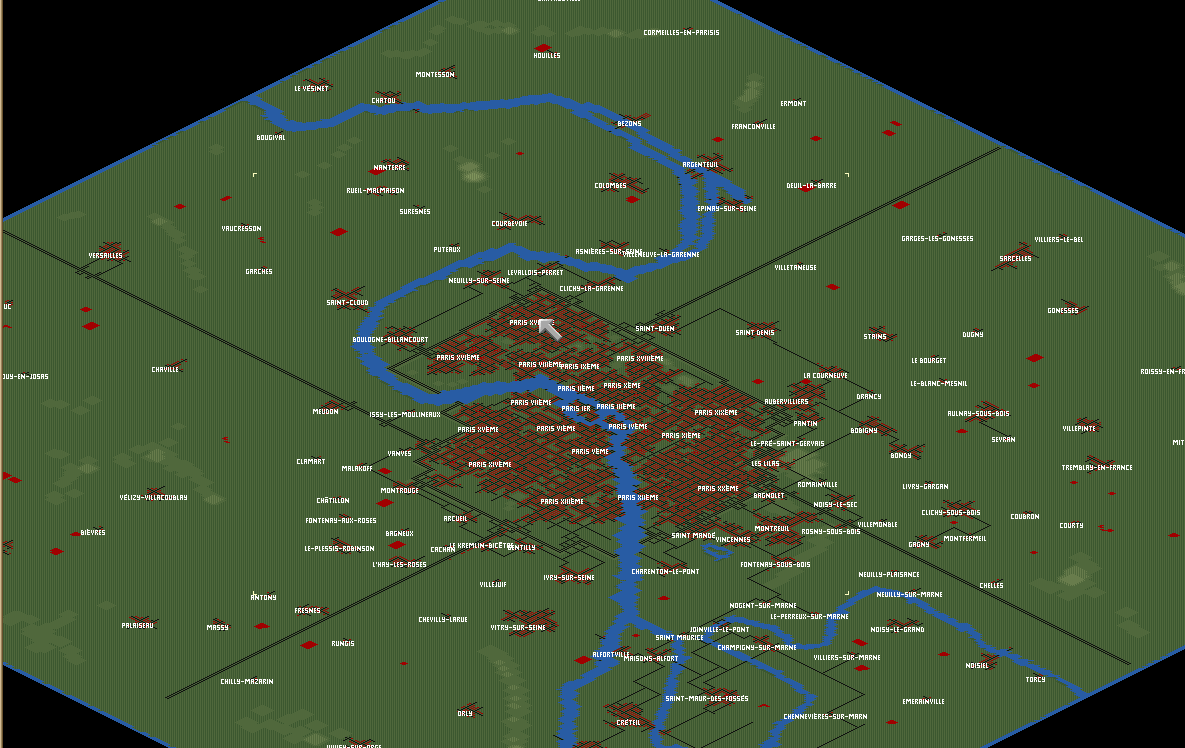 CORMEILLES-EN-PARISIS
HOUILLES
MONTESSON
LE VÉSINET
CHATOU
ERMONT
BEZONS
FRANCONVILLE
BOUGIVAL
NANTERRE
ARGENTEUIL
RUEIL-MALMAISON
COLOMBES
DEUIL-LA-BARRE
SURESNES
EPINAY-SUR-SEINE
VAUCRESSON
COURBEVOIE
GARGES-LES-GONESSES
VILLIERS-LE-BEL
VERSAILLES
PUTEAUX
ASNIÈRES-SUR-SEINE
VILLENEUVE-LA-GARENNE
SARCELLES
GARCHES
NEUILLY-SUR-SEINE
LEVALLOIS-PERRET
VILLETANEUSE
CLICHY-LA-GARENNE
SAINT-CLOUD
UC
GONESSES
PARIS XV
SAINT-OUEN
SAINT DENIS
BOULOGNE-BILLANCOURT
STAINS
DUGNY
PARIS XVIÈME
PARIS VIIIÈME
PARIS IXÈME
PARIS XVIIIÈME
LE BOURGET
CHAVILLE
OUY-EN-JOSAS
LA COURNEUVE
ROISSY-EN-FR
PARIS IIÈME
PARIS XÈME
LE-BLANC-MESNIL
DRANCY
MEUDON
ISSY-LES-MOULINEAUX
PARIS VIIÈME
PARIS IER
PARIS IIIÈME
PARIS XIXÈME
AUBERVILLIERS
AULNAY-SOUS-BOIS
PARIS XVÈME
PARIS VIÈME
PARIS IVÈME
PANTIN
BOBIGNY
VILLEPINTE
PARIS XIÈME
LE-PRÉ-SAINT-GERVAIS
SEVRAN
MIT
VANVES
PARIS VÈME
BONDY
CLAMART
MALAKOFF
PARIS XIVÈME
LES LILAS
TREMBLAY-EN-FRANCE
MONTROUGE
PARIS XXÈME
ROMAINVILLE
LIVRY-GARGAN
VÉLIZY-VILLACOUBLAY
CHÂTILLON
PARIS XIIIÈME
PARIS XIIÈME
BAGNOLET
NOISY-LE-SEC
CLICHY-SOUS-BOIS
COUBRON
FONTENAY-AUX-ROSES
ARCUEIL
MONTREUIL
ROSNY-SOUS-BOIS
VILLEMOMBLE
COURTY
BIÈVRES
BAGNEUX
SAINT MANDÉ
VINCENNES
GAGNY
MONTFERMEIL
LE-PLESSIS-ROBINSON
CACHAN
LE KREMLIN-BICÊTRE
GENTILLY
L'HAY-LES-ROSES
IVRY-SUR-SEINE
CHARENTON-LE-PONT
FONTENAY-SOUS-BOIS
NEUILLY-PLAISANCE
VILLEJUIF
CHELLES
ANTONY
NEUILLY-SUR-MARNE
FRESNES
NOGENT-SUR-MARNE
LE-PERREUX-SUR-MARNE
PALAISEAU
MASSY
CHEVILLY-LARUE
VITRY-SUR-SEINE
JOINVILLE-LE-PONT
NOISY-LE-GRAND
SAINT MAURICE
RUNGIS
CHAMPIGNY-SUR-MARNE
ALFORTVILLE
MAISONS-ALFORT
VILLIERS-SUR-MARNE
NOISIEL
CHILLY-MAZARIN
TORCY
SAINT-MAUR-DES-FOSSÉS
EMERAINVILLE
ORLY
CRÉTEIL
CHENNEVIÈRES-SUR-MARN